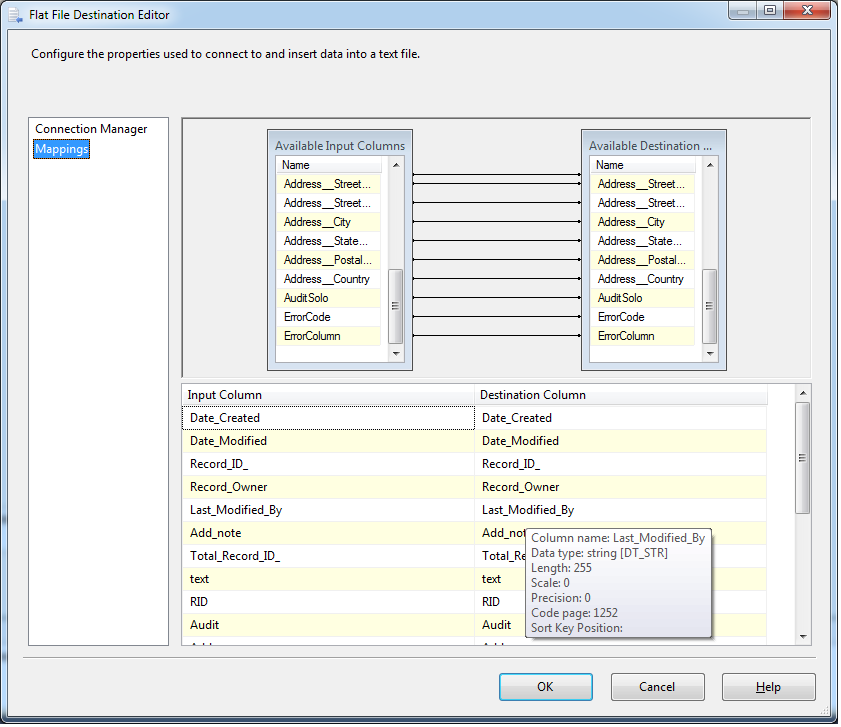 Flat File Destination Editor
Configure the properties used to connect to and insert data into a text file.
Connection Manager
Mappings
Available Input Columns
Name
Address__Street...
Address__Street...
Address__City
Address__State...
Address__Postal...
Address__Country
AuditSolo
ErrorCode
ErrorColumn
Available Destination ...
Name
Address__Street...
Address__Street...
Address__City
Address__State...
Address__Postal...
Address__Country
AuditSolo
ErrorCode
ErrorColumn
Input Column Destination Column
Date_Created Date_Created
Date_Modified Date_Modified
Record_ID_ Record_ID_
Record_Owner Record_Owner
Last_Modified_By Last_Modified_By
Add_note Add_not
Total_Record_ID_ Total_Re
text text
RID RID
Audit Audit
Column name: Last_Modified_By
Data type: string [DT_STR]
Length: 255
Scale: 0
Precision: 0
Code page: 1252
Sort Key Position:
OK Cancel Help